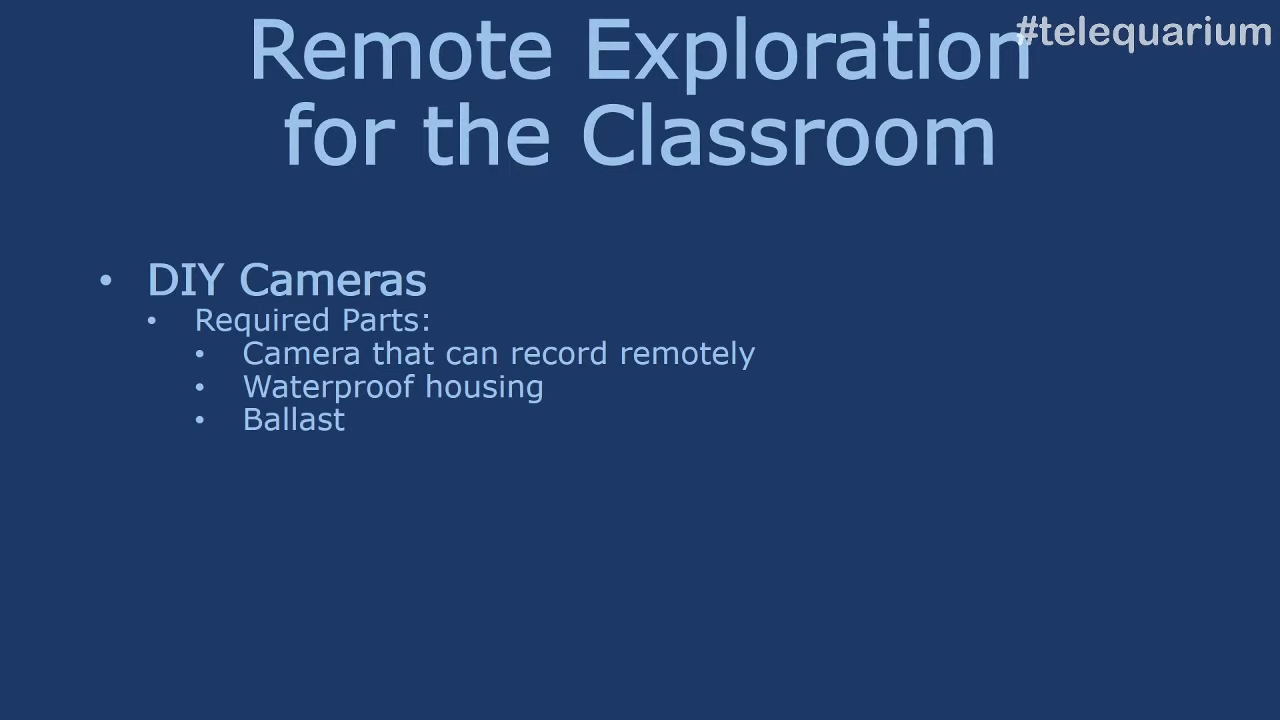 Remote Exploration
for the Classroom
#telequarium
• DIY Cameras
• Required Parts:
• Camera that can record remotely
• Waterproof housing
• Ballast